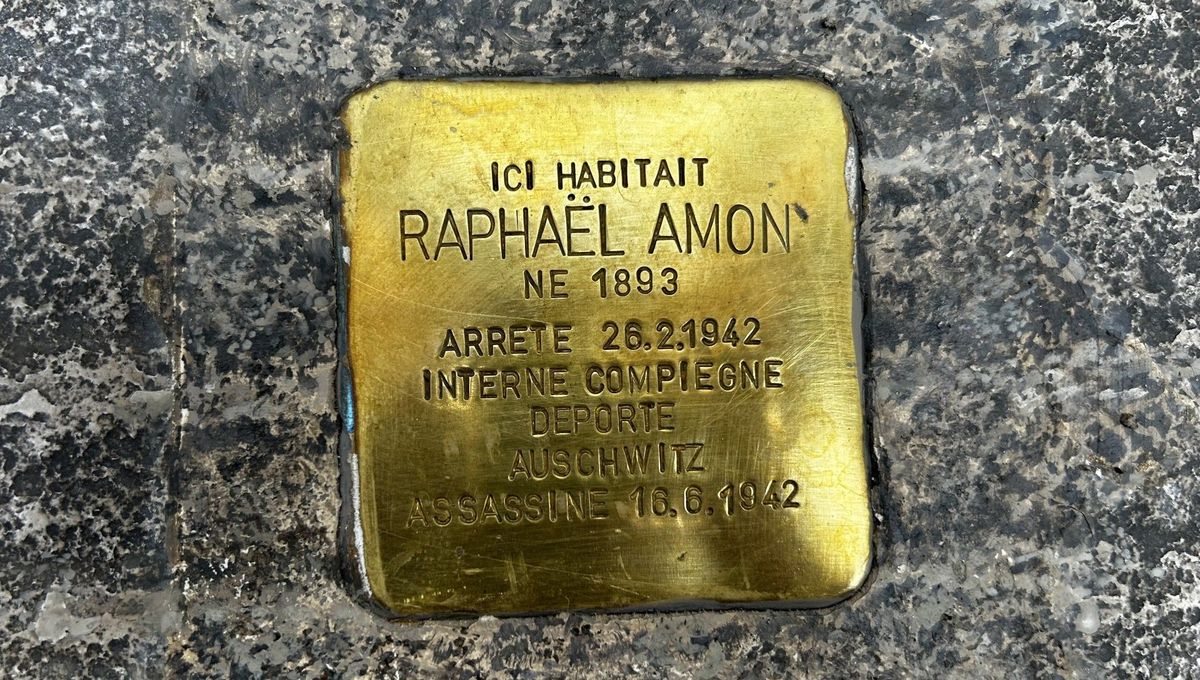 ICI HABITAIT
RAPHAËL AMON
NE 1893
ARRETE 26.2.1942
INTERNE COMPIEGNE
DEPORTE
AUSCHWITZ
ASSASSINE 16.6.1942